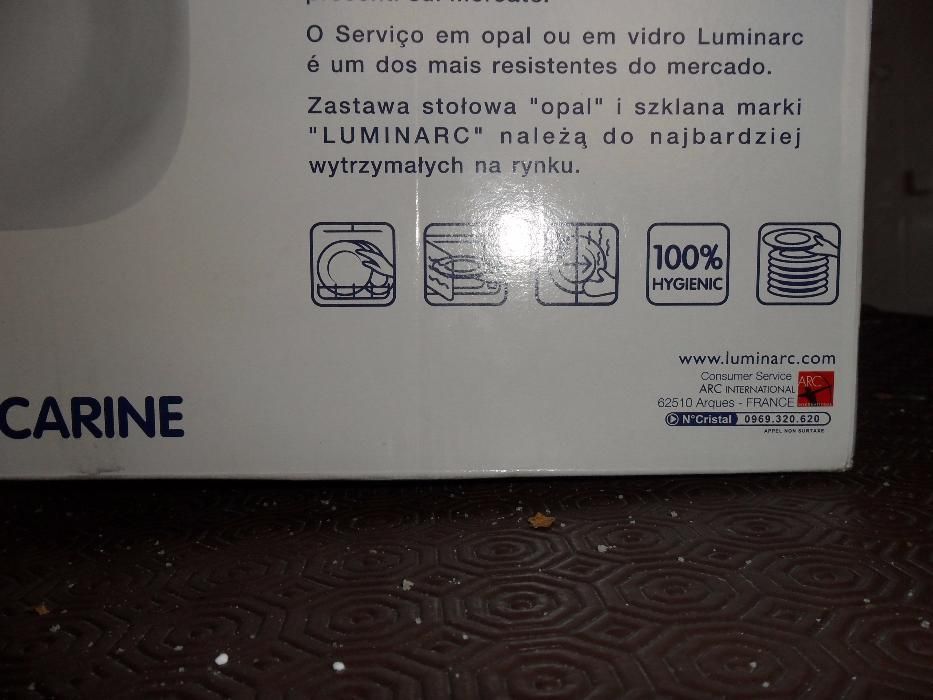 O Serviço em opal ou em vidro Luminarc
é um dos mais resistentes do mercado.
Zastawa stołowa "opal" i szklana marki
"LUMINARC" należą do najbardziej
wytrzymałych na rynku.
100%
HYGIENIC
www.luminarc.com
Consumer Service
ARC INTERNATIONAL
62510 Arques - FRANCE
ARC
INTERNATIONAL
N°Cristal 0969.320.620
APPEL NON SURTAXE
CARINE